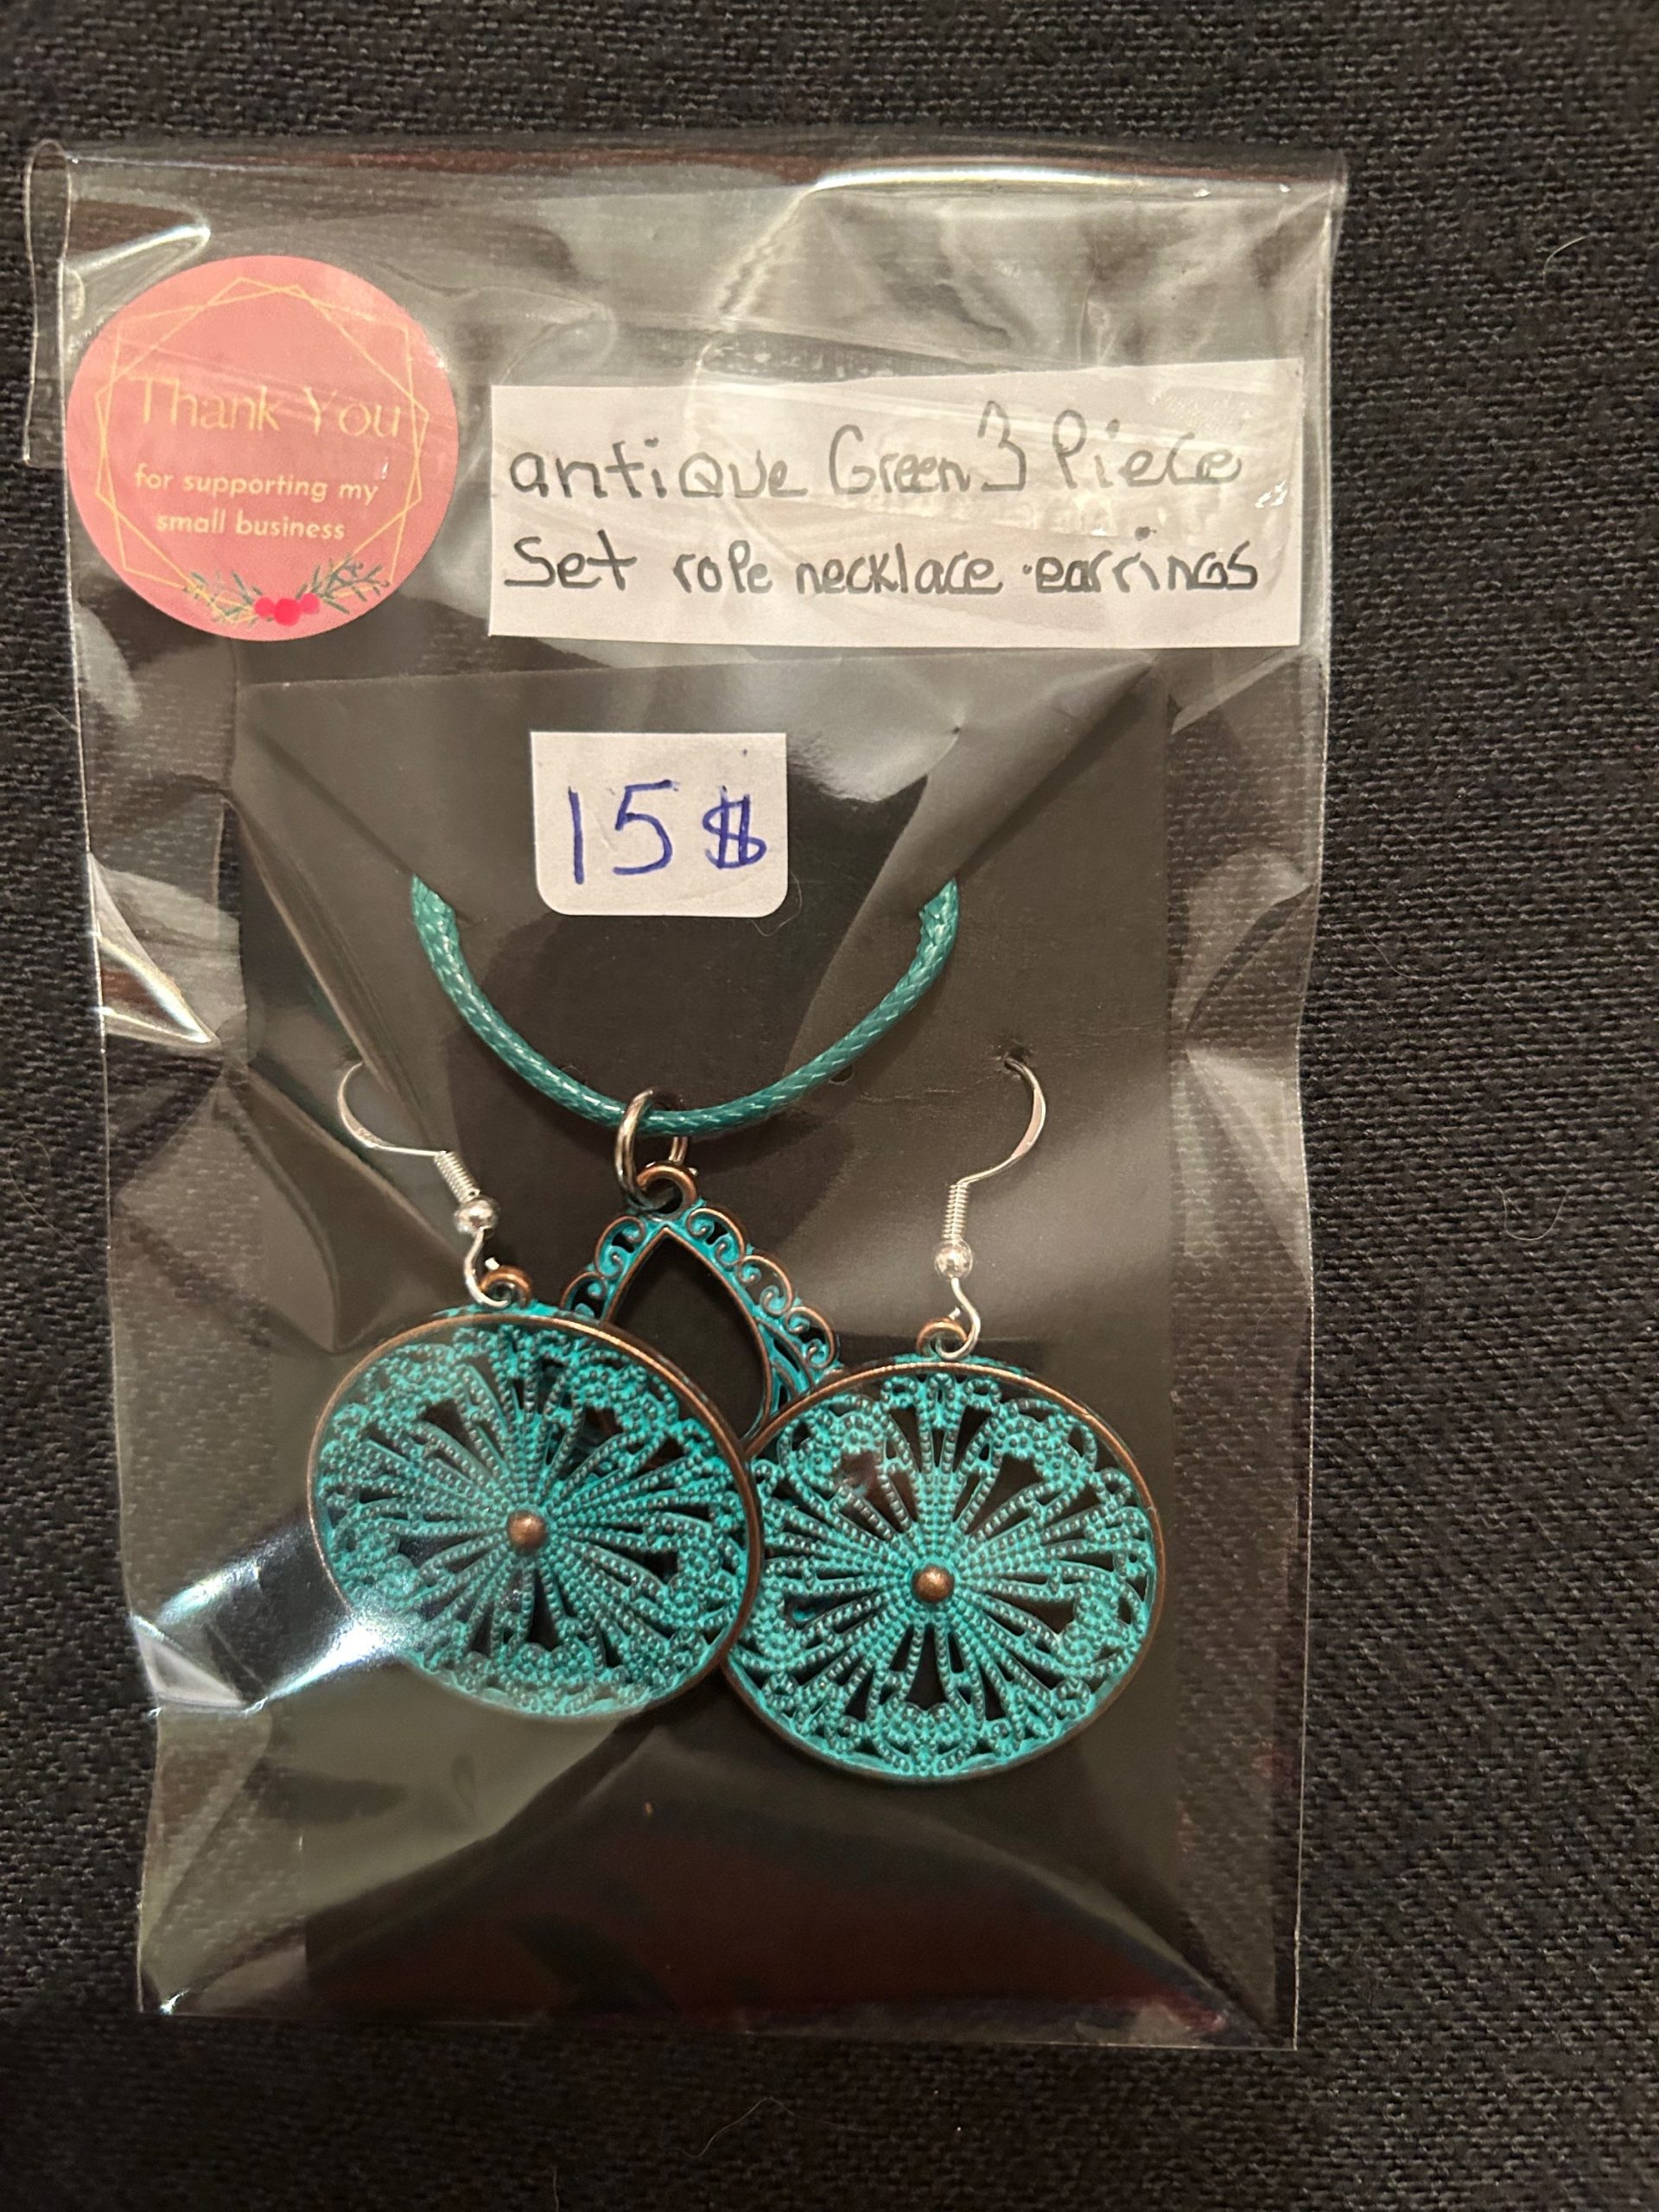 Thank You
for supporting my
small business
antique Green 3 Piece
Set rope necklace earrings
15$